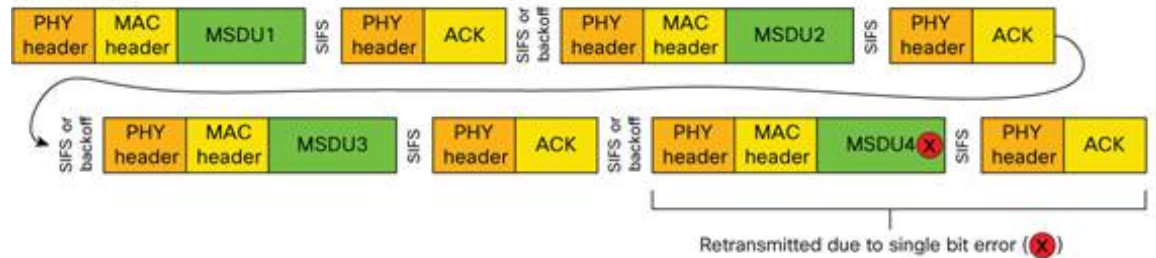 PHY header MAC header MSDU1 SIFS PHY header ACK SIFS or backoff PHY header MAC header MSDU2 SIFS PHY header ACK
SIFS or backoff PHY header MAC header MSDU3 SIFS PHY header ACK SIFS or backoff PHY header MAC header MSDU4 X SIFS PHY header ACK
Retransmitted due to single bit error (X)